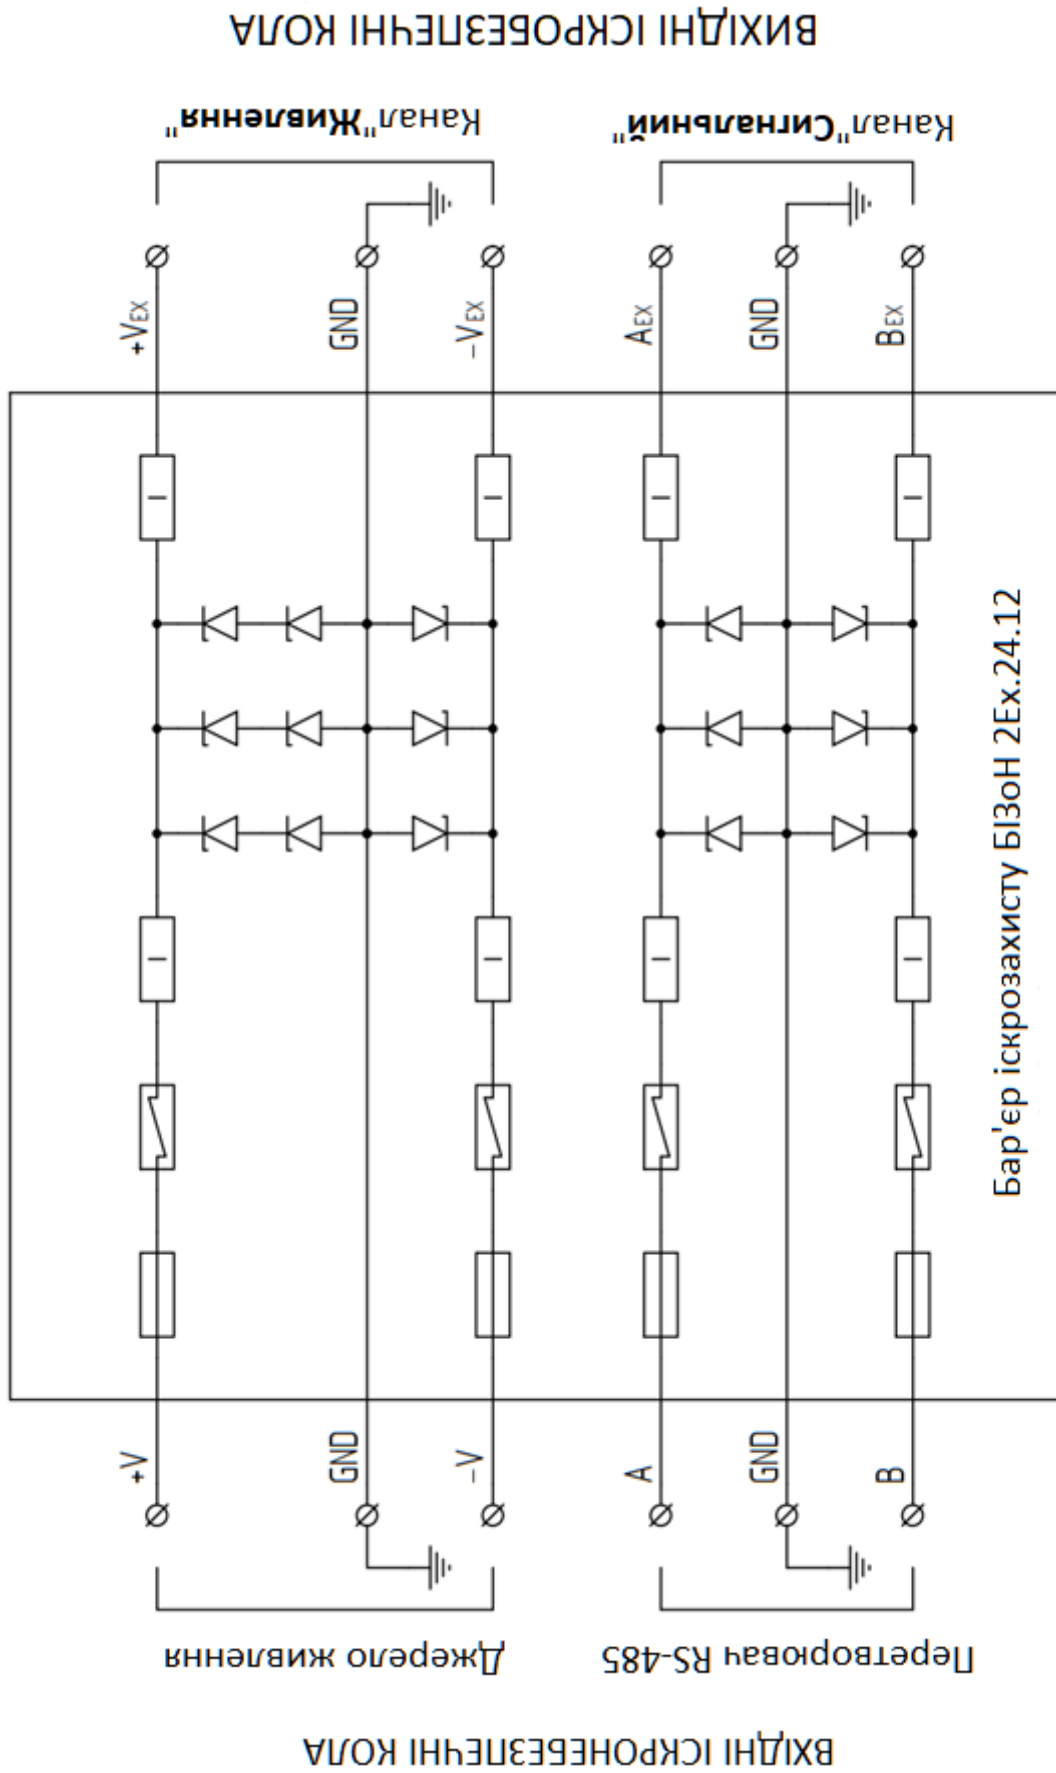 ВИХІДНІ ІСКРОБЕЗПЕЧНІ КОЛА
Канал"Живлення"
Канал"Сигнальний"
+VEX
GND
-VEX
AEX
GND
BEX
Бар'єр іскрозахисту БІЗОН 2Ех.24.12
+V
GND
-V
A
GND
B
Джерело живлення
Перетворювач RS-485
ВХІДНІ ІСКРОНЕБЕЗПЕЧНІ КОЛА